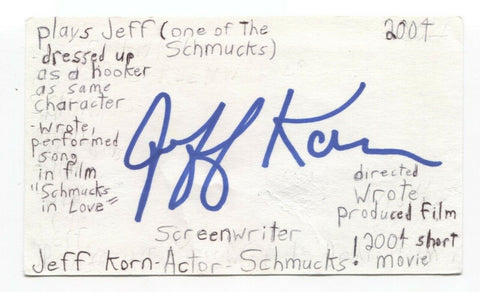 plays Jeff (one of The
Schmucks)
- dressed up
as a hooker
as same
character
- wrote,
performed
song
in film
"Schmucks
in Love"
2004
Jeff Korn
directed
wrote,
produced film
2004 short
movie
Screenwriter
Jeff Korn-Actor-Schmucks!